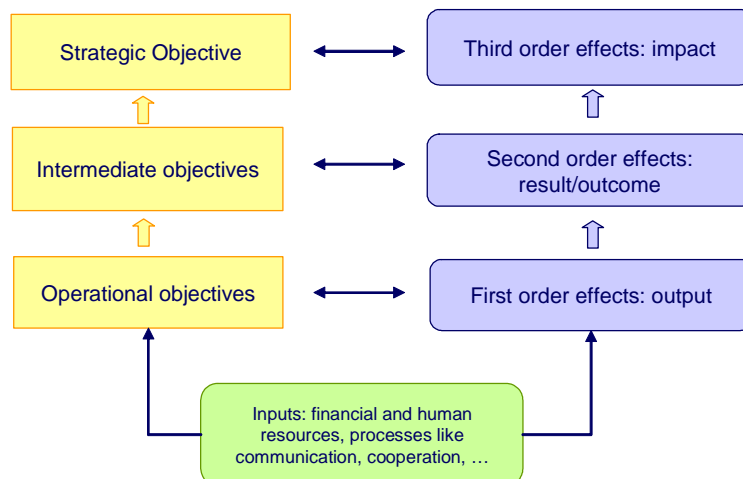 Strategic Objective
Third order effects: impact
Intermediate objectives
Second order effects:
result/outcome
Operational objectives
First order effects: output
Inputs: financial and human
resources, processes like
communication, cooperation, …